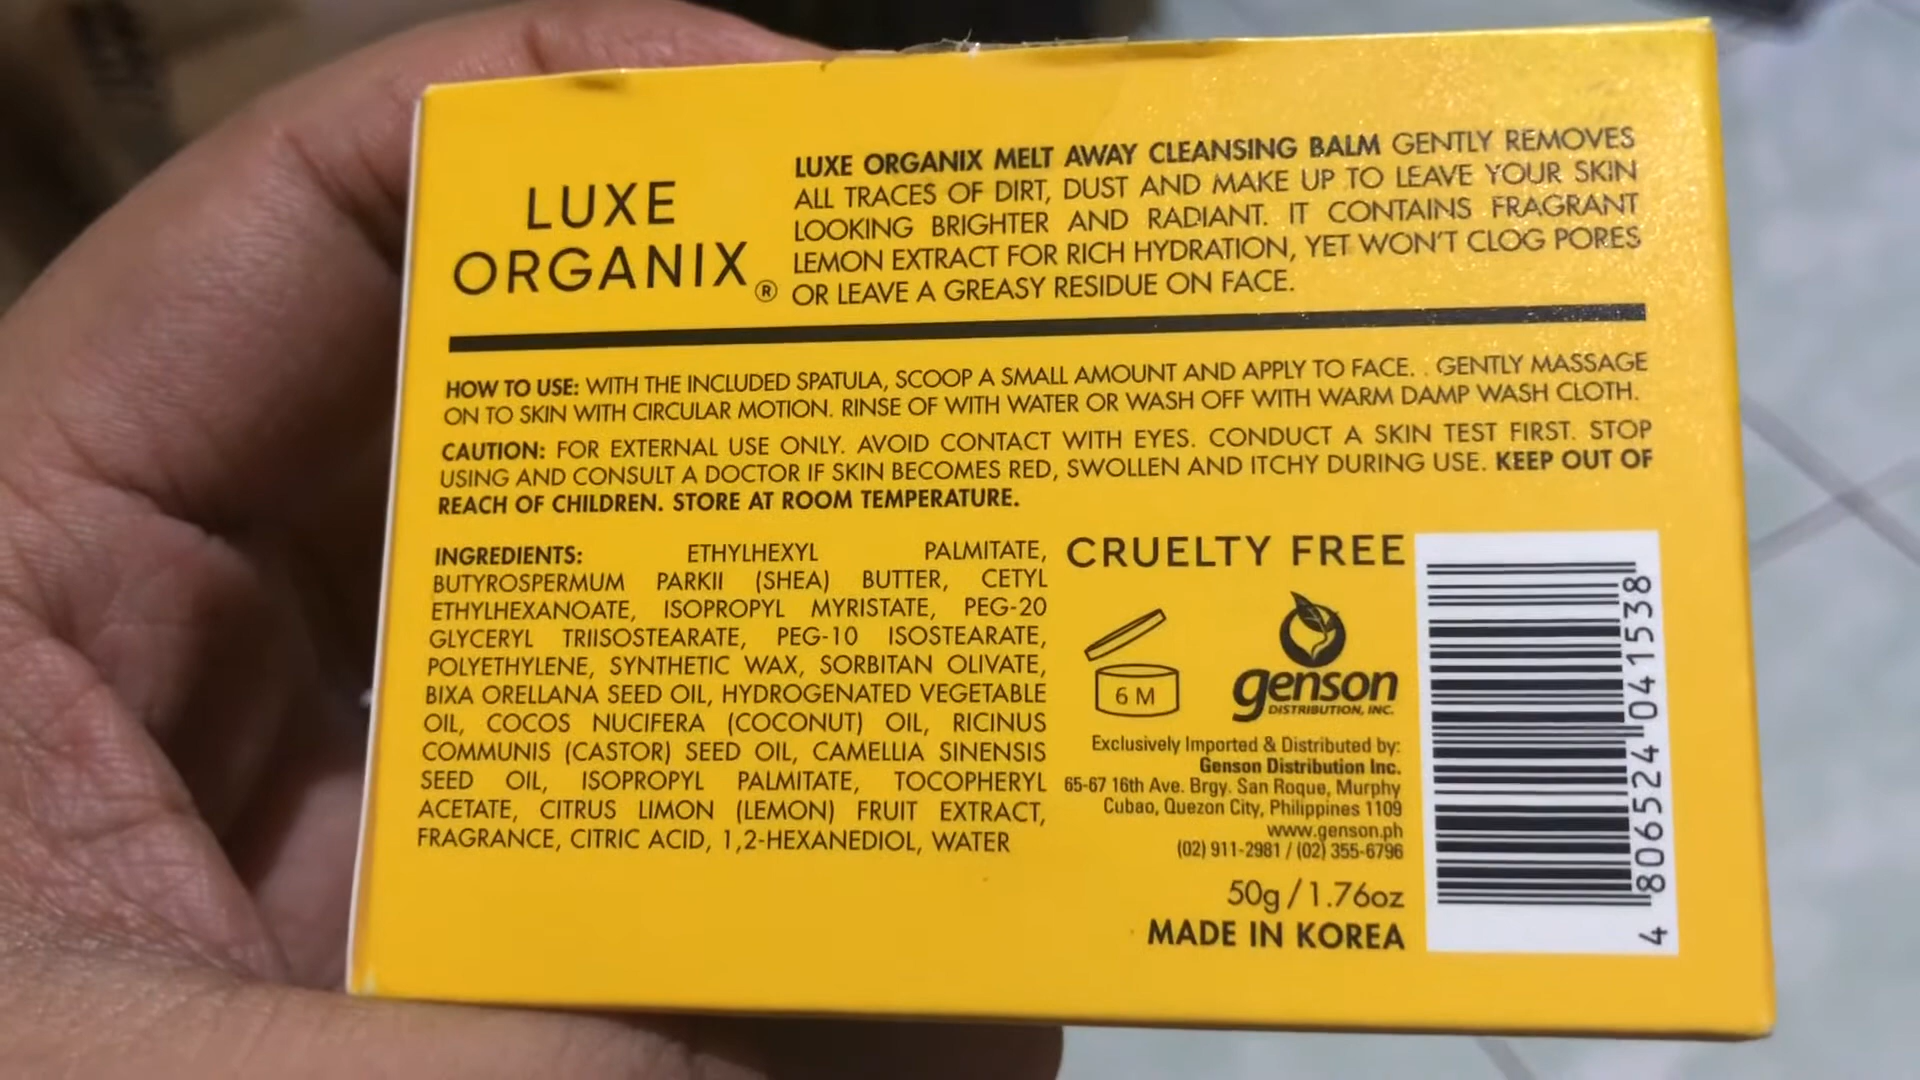 LUXE
ORGANIX®
LUXE ORGANIX MELT AWAY CLEANSING BALM GENTLY REMOVES
ALL TRACES OF DIRT, DUST AND MAKE UP TO LEAVE YOUR SKIN
LOOKING BRIGHTER AND RADIANT. IT CONTAINS FRAGRANT
LEMON EXTRACT FOR RICH HYDRATION, YET WON'T CLOG PORES
OR LEAVE A GREASY RESIDUE ON FACE.
HOW TO USE: WITH THE INCLUDED SPATULA, SCOOP A SMALL AMOUNT AND APPLY TO FACE. . GENTLY MASSAGE
ON TO SKIN WITH CIRCULAR MOTION. RINSE OF WITH WATER OR WASH OFF WITH WARM DAMP WASH CLOTH.
CAUTION: FOR EXTERNAL USE ONLY. AVOID CONTACT WITH EYES. CONDUCT A SKIN TEST FIRST. STOP
USING AND CONSULT A DOCTOR IF SKIN BECOMES RED, SWOLLEN AND ITCHY DURING USE. KEEP OUT OF
REACH OF CHILDREN. STORE AT ROOM TEMPERATURE.
INGREDIENTS: ETHYLHEXYL PALMITATE,
BUTYROSPERMUM PARKII (SHEA) BUTTER, CETYL
ETHYLHEXANOATE, ISOPROPYL MYRISTATE, PEG-20
GLYCERYL TRIISOSTEARATE, PEG-10 ISOSTEARATE,
POLYETHYLENE, SYNTHETIC WAX, SORBITAN OLIVATE,
BIXA ORELLANA SEED OIL, HYDROGENATED VEGETABLE
OIL, COCOS NUCIFERA (COCONUT) OIL, RICINUS
COMMUNIS (CASTOR) SEED OIL, CAMELLIA SINENSIS
SEED OIL, ISOPROPYL PALMITATE, TOCOPHERYL
ACETATE, CITRUS LIMON (LEMON) FRUIT EXTRACT,
FRAGRANCE, CITRIC ACID, 1,2-HEXANEDIOL, WATER
CRUELTY FREE
6 M
genson
DISTRIBUTION, INC.
Exclusively Imported & Distributed by:
Genson Distribution Inc.
65-67 16th Ave. Brgy. San Roque, Murphy
Cubao, Quezon City, Philippines 1109
www.genson.ph
(02) 911-2981 / (02) 355-6796
50g / 1.76oz
MADE IN KOREA
4 806524 041538